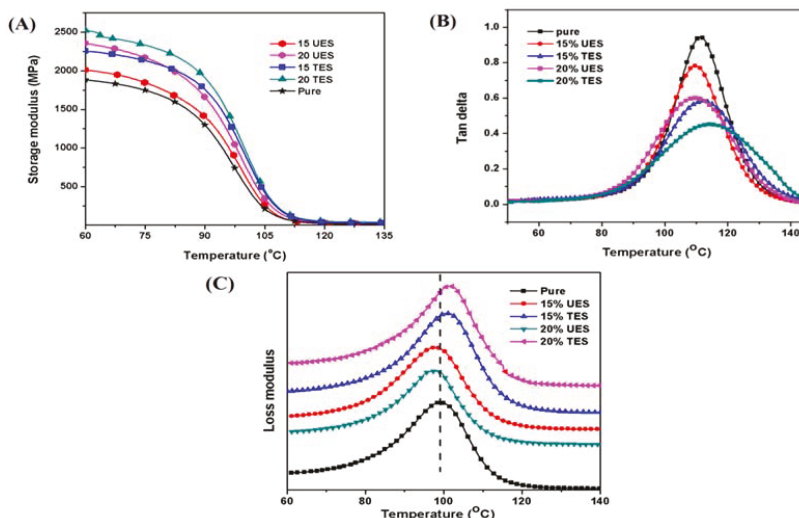 (A)
Storage modulus (MPa)
2500
2000
1500
1000
500
15 UES
20 UES
15 TES
20 TES
Pure
60 75 90 105 120 135
Temperature (°C)
(B)
Tan delta
1.0
0.8
0.6
0.4
0.2
0.0
pure
15% UES
15% TES
20% UES
20% TES
60 80 100 120 140
Temperature (°C)
(C)
Loss modulus
Pure
15% UES
15% TES
20% UES
20% TES
60 80 100 120 140
Temperature (°C)